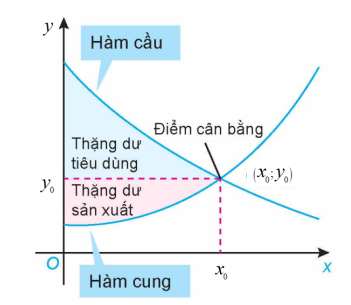 y
Hàm cầu
Thặng dư
tiêu dùng
Điểm cân bằng
y₀
(x₀;y₀)
Thặng dư
sản xuất
O
x₀
x
Hàm cung